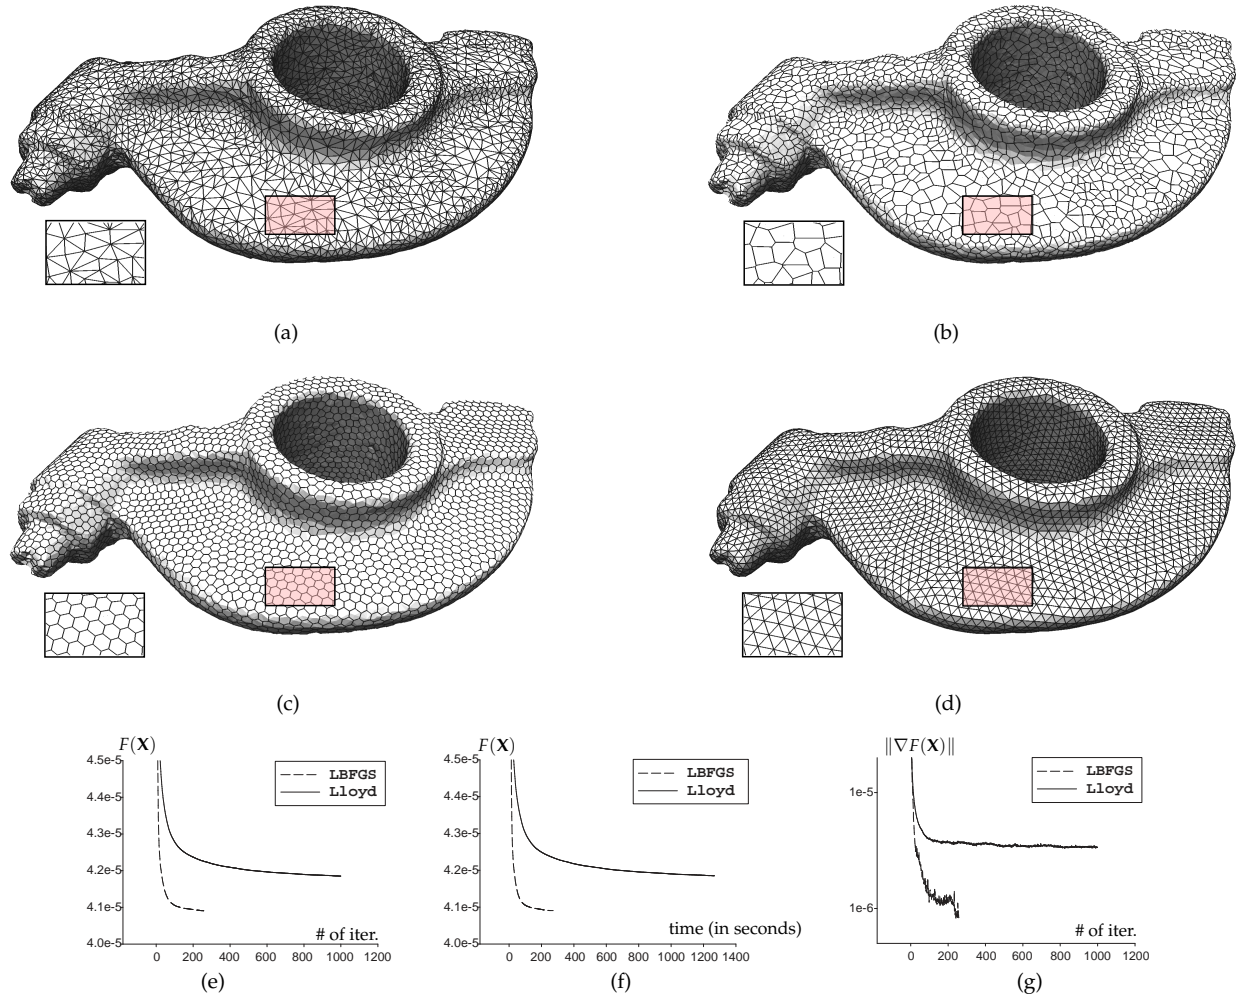 (a)
(b)
(c)
(d)
F(X)
4.5e-5
4.4e-5
4.3e-5
4.2e-5
4.1e-5
4.0e-5
LBFGS
Lloyd
# of iter.
0 200 400 600 800 1000 1200
(e)
F(X)
4.5e-5
4.4e-5
4.3e-5
4.2e-5
4.1e-5
4.0e-5
LBFGS
Lloyd
time (in seconds)
0 200 400 600 800 1000 1200 1400
(f)
‖∇F(X)‖
1e-5
1e-6
LBFGS
Lloyd
# of iter.
0 200 400 600 800 1000 1200
(g)